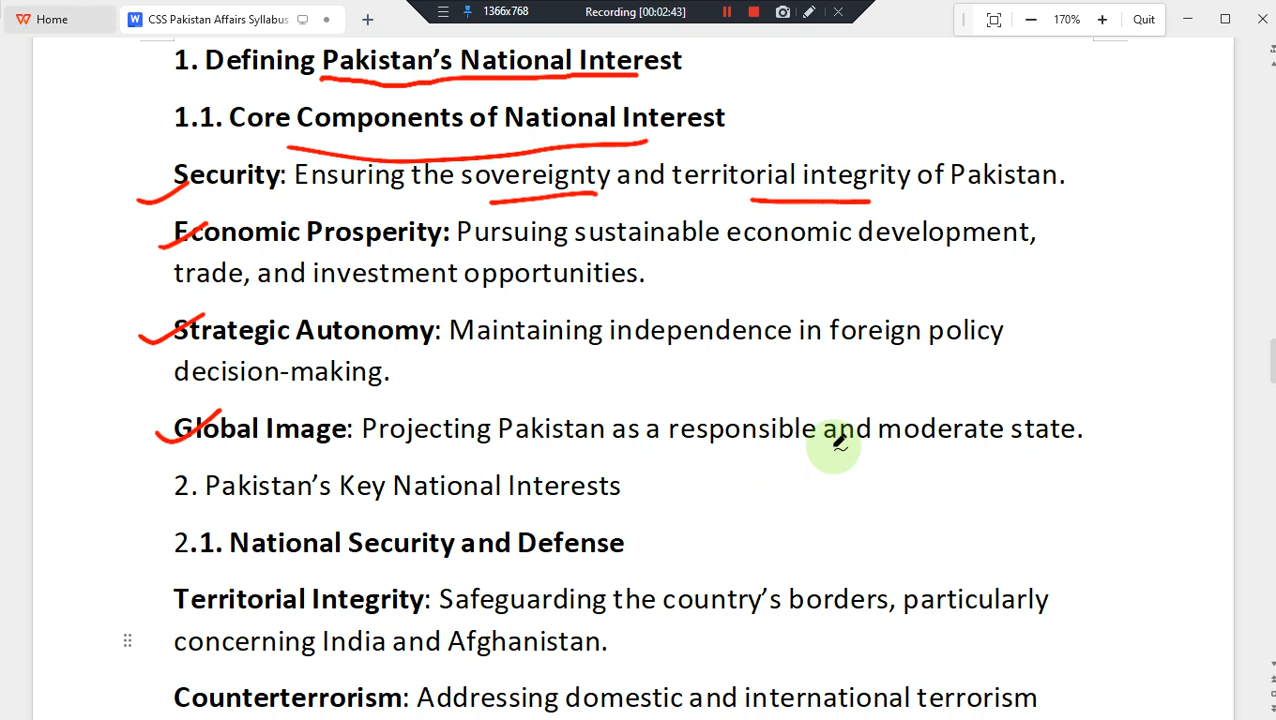 Home
CSS Pakistan Affairs Syllabus
1366x768
Recording [00:02:43]
170%
Quit
1. Defining Pakistan’s National Interest
1.1. Core Components of National Interest
Security: Ensuring the sovereignty and territorial integrity of Pakistan.
Economic Prosperity: Pursuing sustainable economic development,
trade, and investment opportunities.
Strategic Autonomy: Maintaining independence in foreign policy
decision-making.
Global Image: Projecting Pakistan as a responsible and moderate state.
2. Pakistan’s Key National Interests
2.1. National Security and Defense
Territorial Integrity: Safeguarding the country’s borders, particularly
concerning India and Afghanistan.
Counterterrorism: Addressing domestic and international terrorism